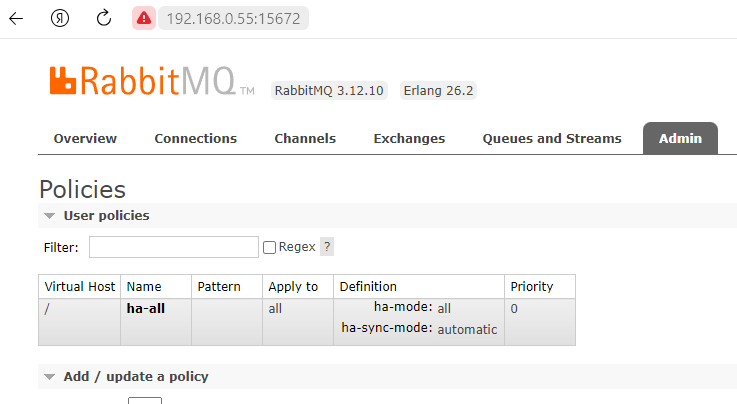 Я 192.168.0.55:15672
RabbitMQ TM RabbitMQ 3.12.10 Erlang 26.2
Overview Connections Channels Exchanges Queues and Streams Admin
Policies
User policies
Filter: Regex ?
Virtual Host Name Pattern Apply to Definition Priority
/ ha-all all ha-mode: all 0
ha-sync-mode: automatic
Add / update a policy